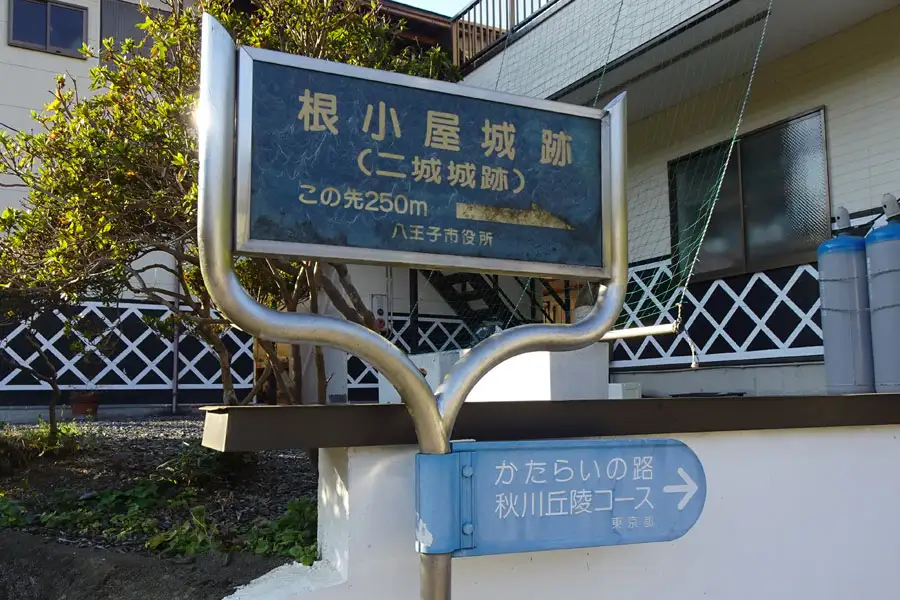 根小屋城跡
(二城城跡)
この先250m
八王子市役所
かたらいの路
秋川丘陵コース
東京都